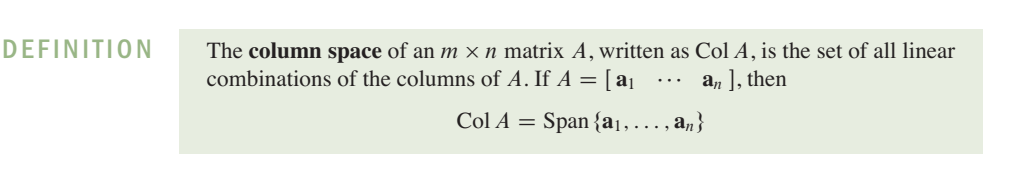 DEFINITION
The column space of an m × n matrix A, written as Col A, is the set of all linear
combinations of the columns of A. If A = [ a₁ ⋯ aₙ ], then
Col A = Span {a₁, . . . , aₙ}